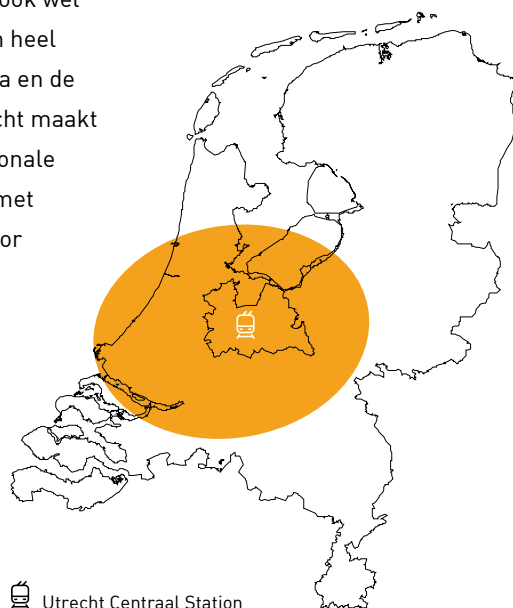 ook wel
n heel
a en de
cht maakt
onale
met
or
Utrecht Centraal Station